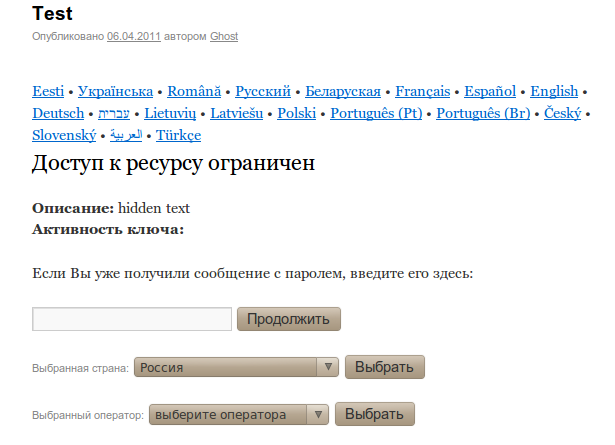 Test
Опубликовано 06.04.2011 автором Ghost
Eesti • Українська • Română • Русский • Беларуская • Français • Español • English •
Deutsch • עברית • Lietuvių • Latviešu • Polski • Português (Pt) • Português (Br) • Český •
Slovenský • العربية • Türkçe
Доступ к ресурсу ограничен
Описание: hidden text
Активность ключа:
Если Вы уже получили сообщение с паролем, введите его здесь:
Продолжить
Выбранная страна: Россия Выбрать
Выбранный оператор: выберите оператора Выбрать